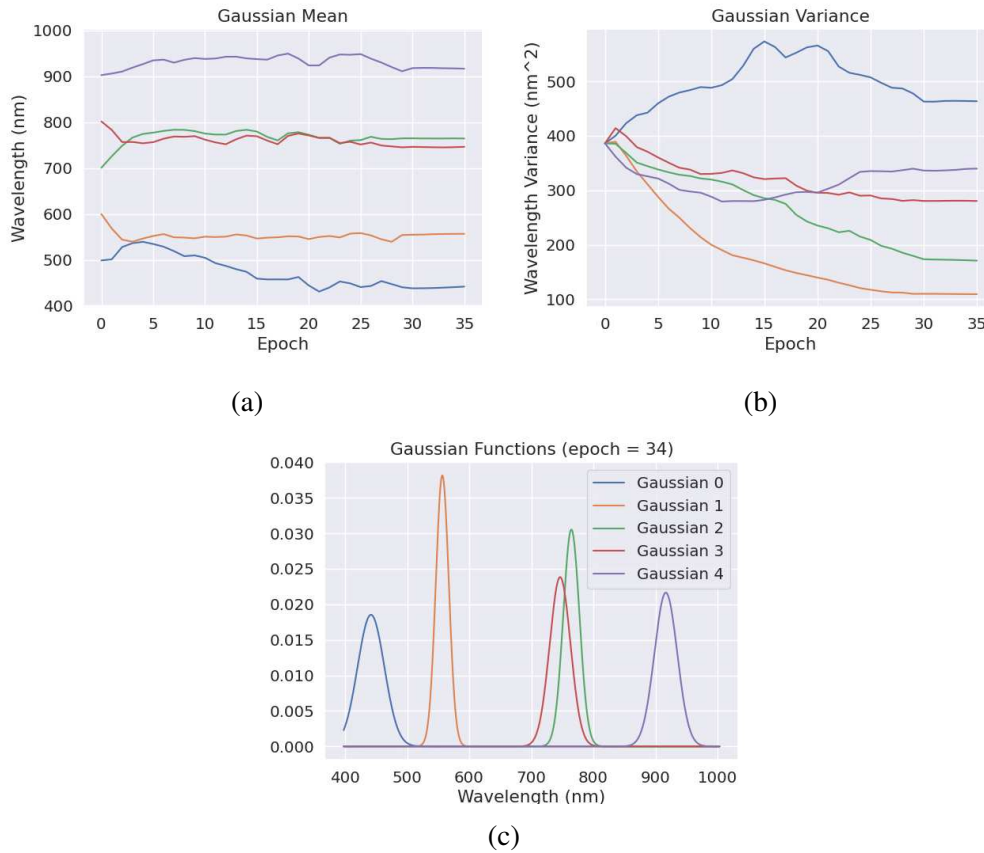 Gaussian Mean
1000
900
800
700
600
500
400
Wavelength (nm)
0 5 10 15 20 25 30 35
Epoch
(a)
Gaussian Variance
500
400
300
200
100
Wavelength Variance (nm^2)
0 5 10 15 20 25 30 35
Epoch
(b)
Gaussian Functions (epoch = 34)
0.040
0.035
0.030
0.025
0.020
0.015
0.010
0.005
0.000
Gaussian 0
Gaussian 1
Gaussian 2
Gaussian 3
Gaussian 4
400 500 600 700 800 900 1000
Wavelength (nm)
(c)